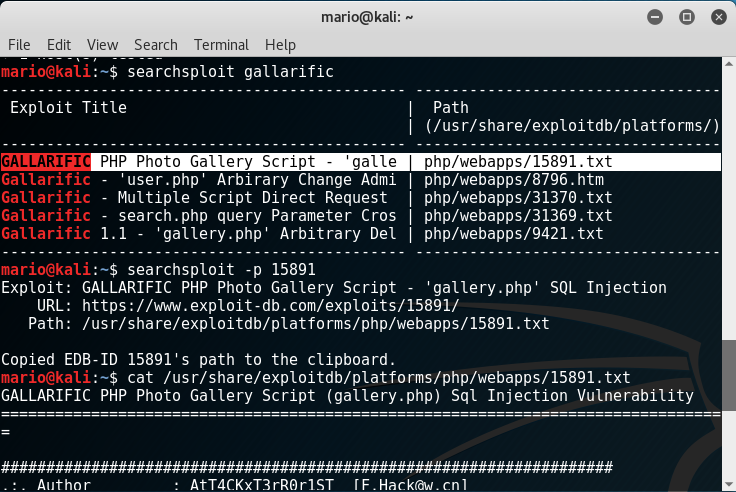 mario@kali: ~
File Edit View Search Terminal Help
mario@kali:~$ searchsploit gallarific
--------------------------------------------- ----------------------------------
 Exploit Title                               |  Path
                                             | (/usr/share/exploitdb/platforms/)
--------------------------------------------- ----------------------------------
GALLARIFIC PHP Photo Gallery Script - 'galle | php/webapps/15891.txt
Gallarific - 'user.php' Arbirary Change Admi | php/webapps/8796.htm
Gallarific - Multiple Script Direct Request  | php/webapps/31370.txt
Gallarific - search.php query Parameter Cros | php/webapps/31369.txt
Gallarific 1.1 - 'gallery.php' Arbitrary Del | php/webapps/9421.txt
--------------------------------------------- ----------------------------------
mario@kali:~$ searchsploit -p 15891
Exploit: GALLARIFIC PHP Photo Gallery Script - 'gallery.php' SQL Injection
    URL: https://www.exploit-db.com/exploits/15891/
   Path: /usr/share/exploitdb/platforms/php/webapps/15891.txt

Copied EDB-ID 15891's path to the clipboard.
mario@kali:~$ cat /usr/share/exploitdb/platforms/php/webapps/15891.txt
GALLARIFIC PHP Photo Gallery Script (gallery.php) Sql Injection Vulnerability
================================================================================
=

####################################################################
.:. Author         : AtT4CKxT3rR0r1ST  [F.Hack@w.cn]